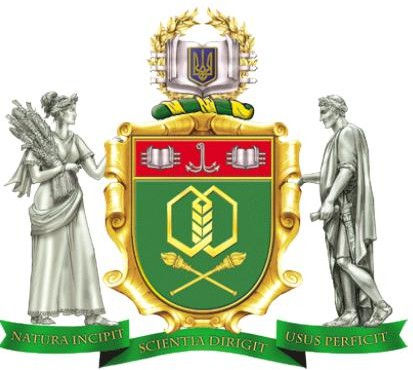 NATURA INCIPIT
SCIENTIA DIRIGIT
USUS PERFICIT